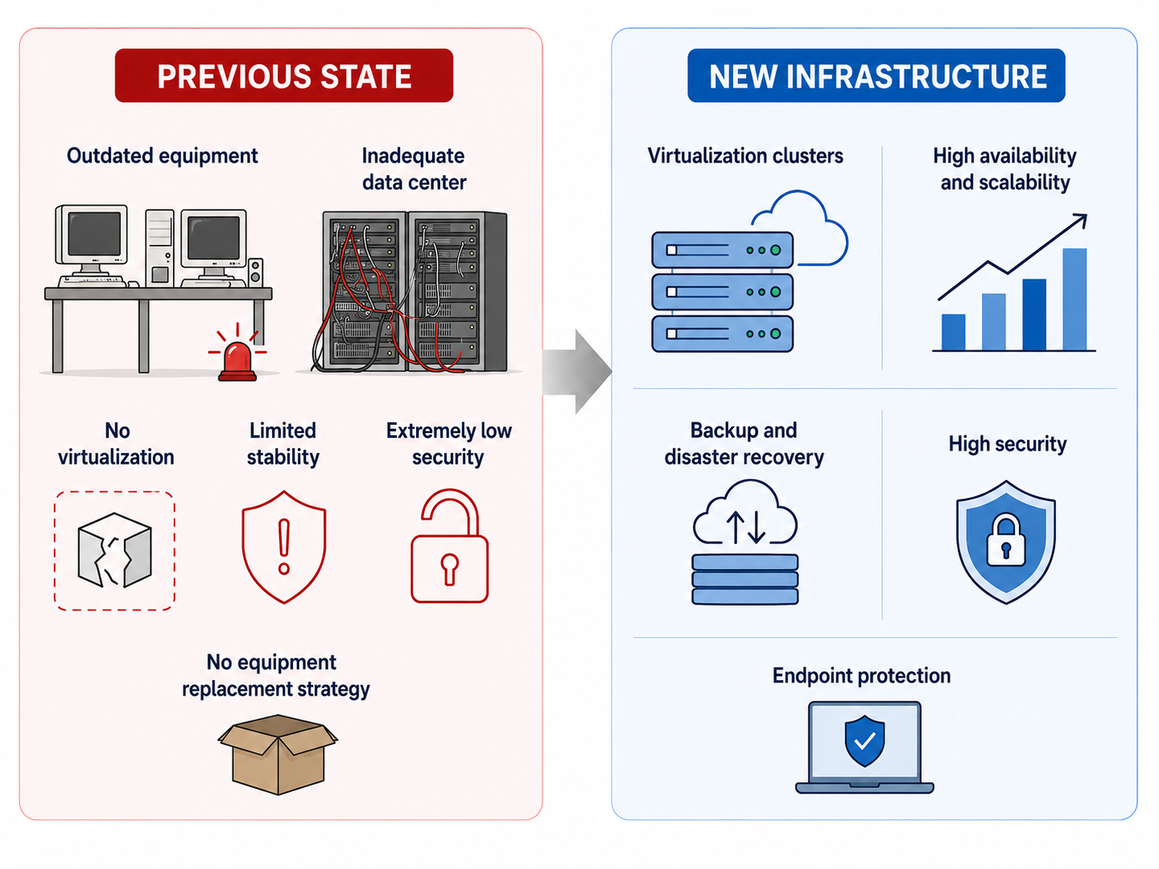 PREVIOUS STATE
Outdated equipment
Inadequate
data center
No
virtualization
Limited
stability
Extremely low
security
No equipment
replacement strategy
NEW INFRASTRUCTURE
Virtualization clusters
High availability
and scalability
Backup and
disaster recovery
High security
Endpoint protection